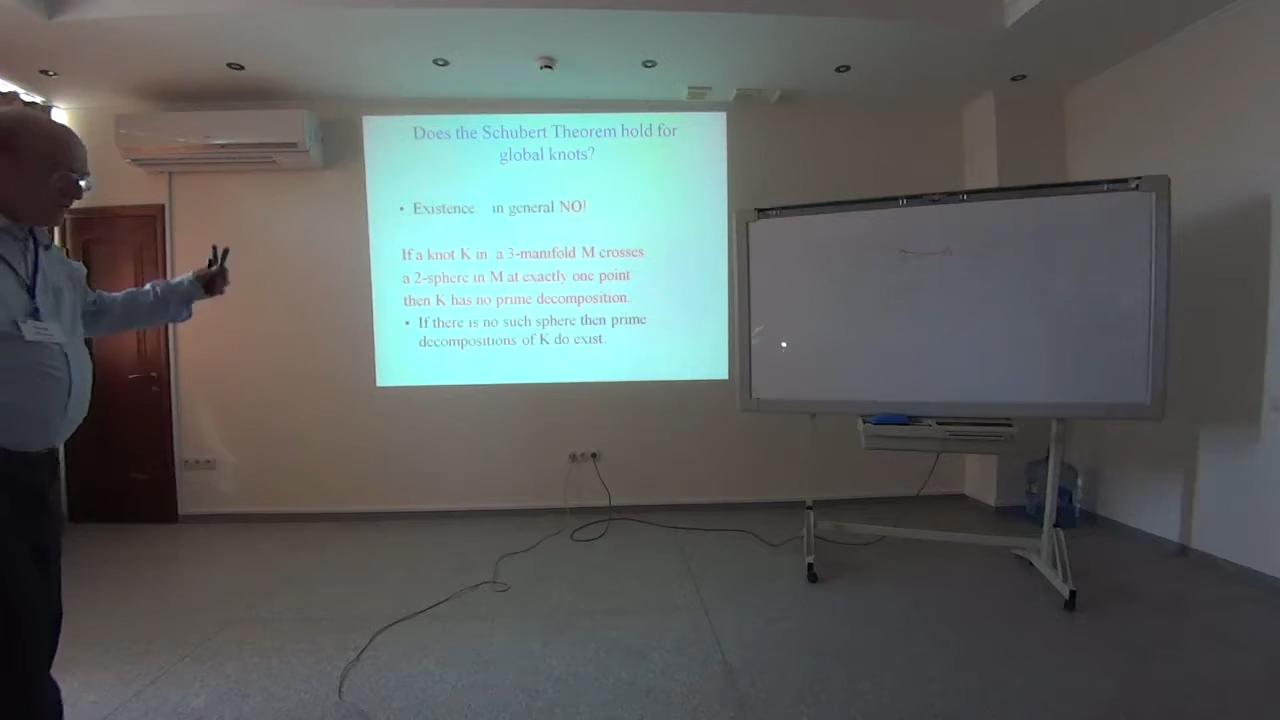 Does the Schubert Theorem hold for
global knots?
• Existence in general NO!
If a knot K in a 3-manifold M crosses
a 2-sphere in M at exactly one point
then K has no prime decomposition.
• If there is no such sphere then prime
decompositions of K do exist.